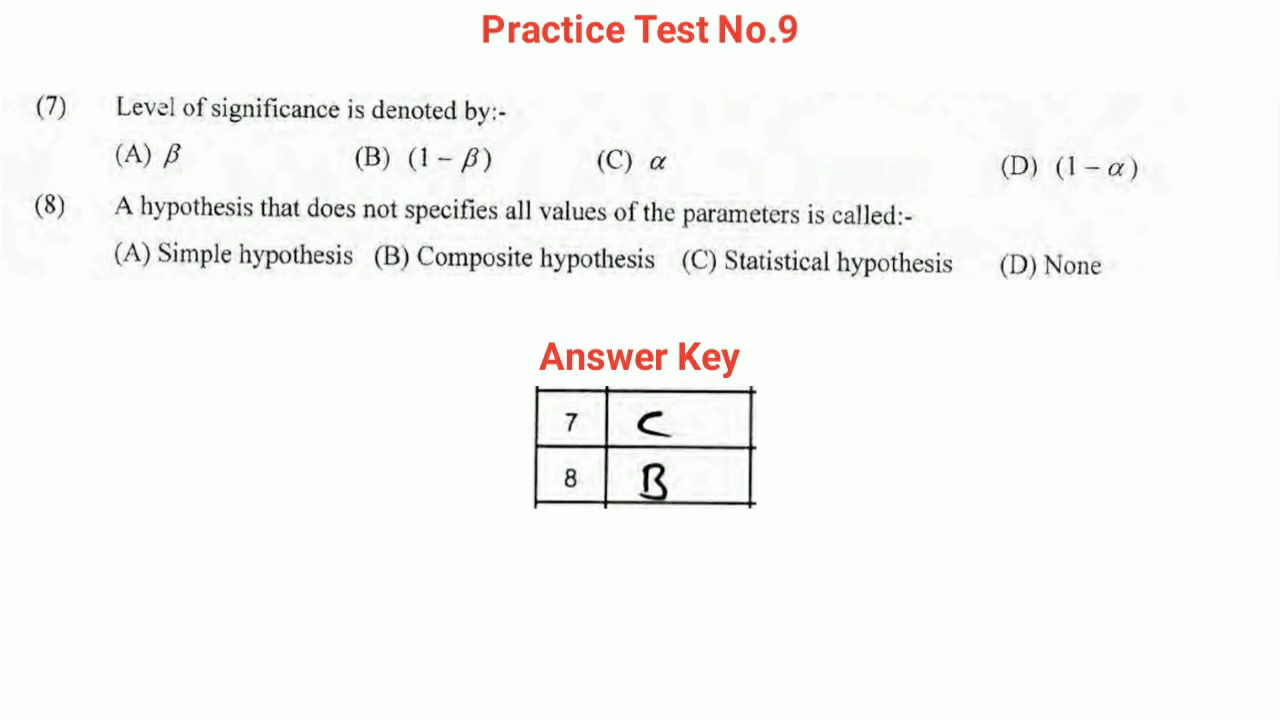 Practice Test No.9
(7) Level of significance is denoted by:-
(A) β (B) (1 – β) (C) α (D) (1 – α)
(8) A hypothesis that does not specifies all values of the parameters is called:-
(A) Simple hypothesis (B) Composite hypothesis (C) Statistical hypothesis (D) None
Answer Key
7 C
8 B